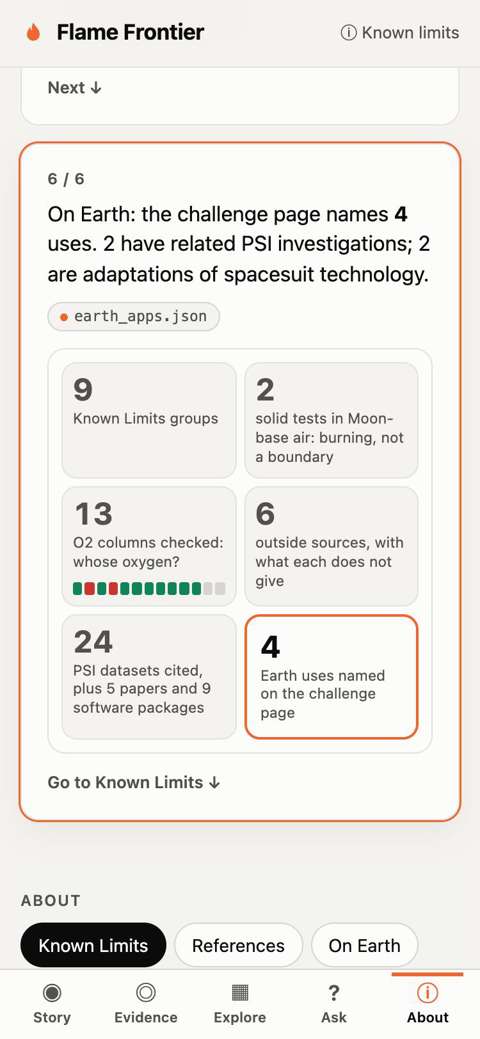 Flame Frontier
ⓘ Known limits
Next ↓
6 / 6
On Earth: the challenge page names 4
uses. 2 have related PSI investigations; 2
are adaptations of spacesuit technology.
earth_apps.json
9
Known Limits groups
2
solid tests in Moon-
base air: burning, not
a boundary
13
O2 columns checked:
whose oxygen?
6
outside sources, with
what each does not
give
24
PSI datasets cited,
plus 5 papers and 9
software packages
4
Earth uses named
on the challenge
page
Go to Known Limits ↓
ABOUT
Known Limits
References
On Earth
Story
Evidence
Explore
? 
Ask
ⓘ
About